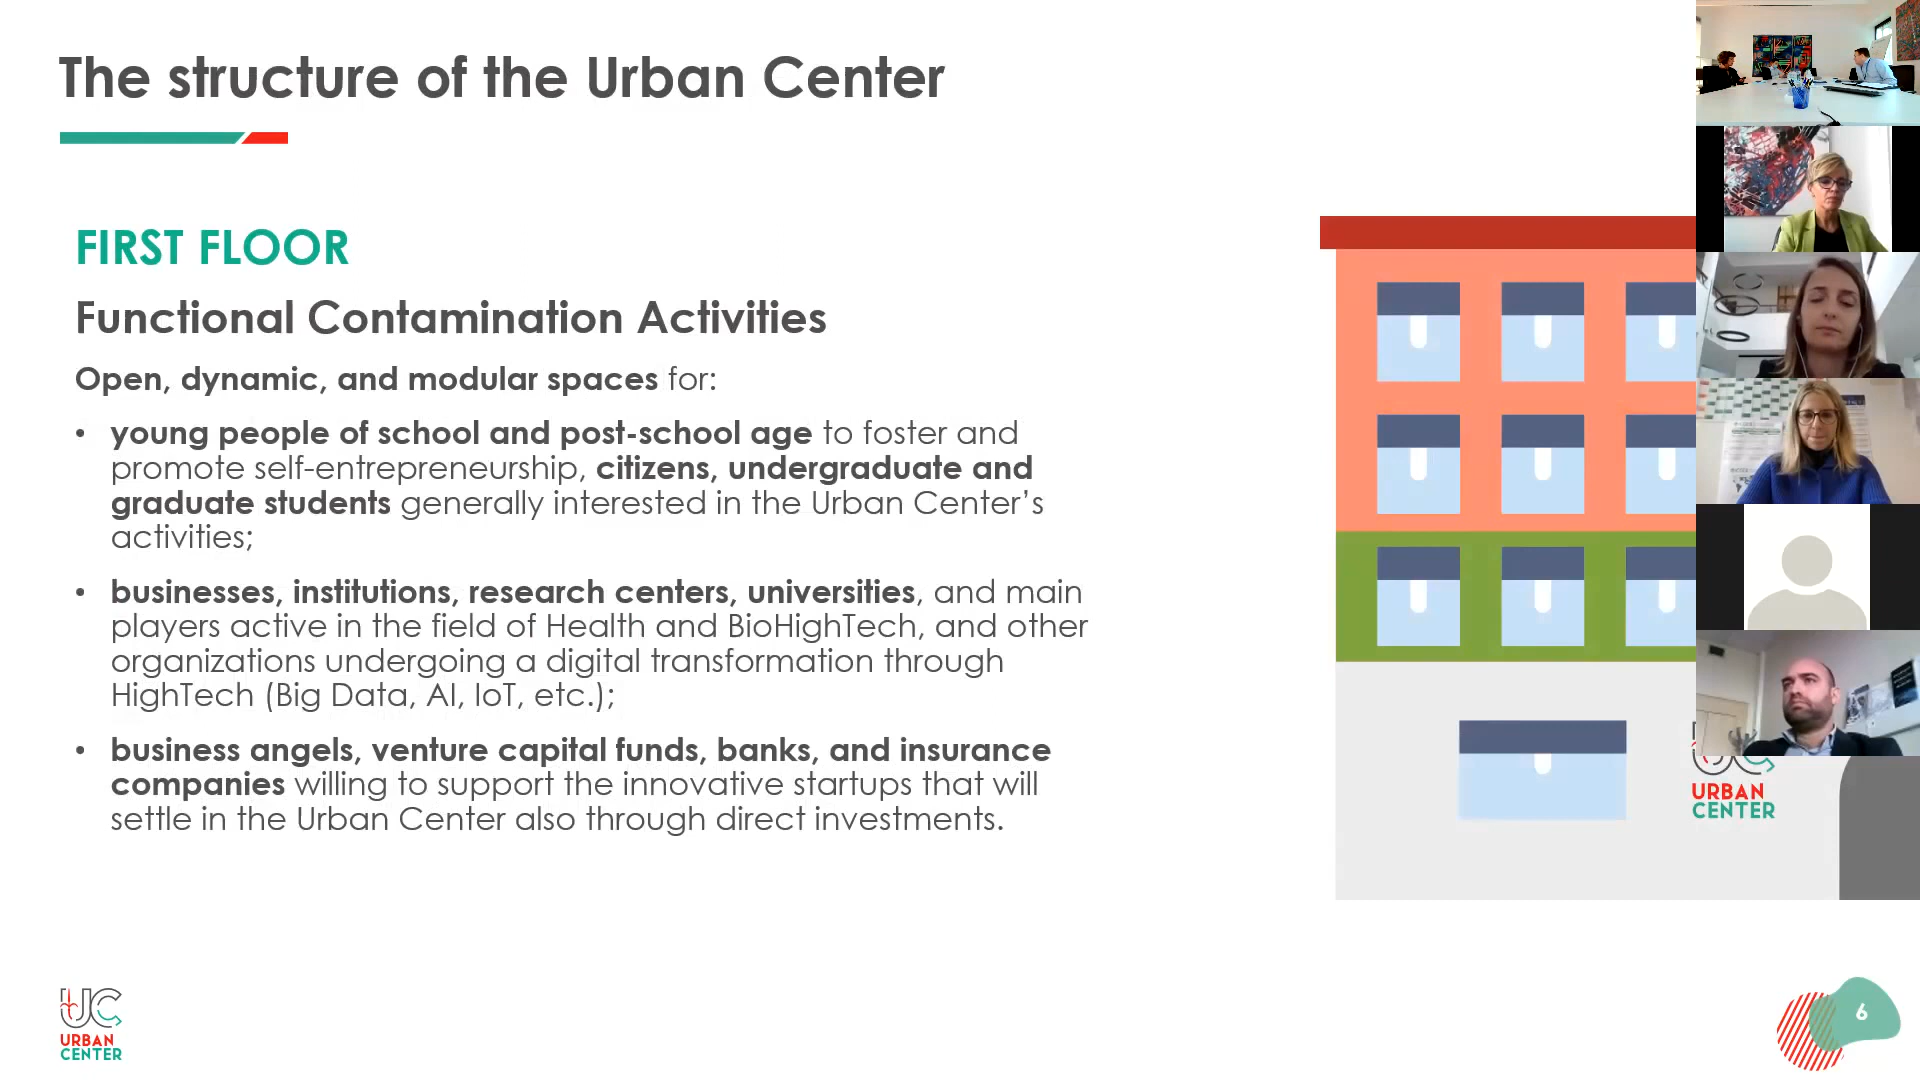 The structure of the Urban Center
FIRST FLOOR
Functional Contamination Activities
Open, dynamic, and modular spaces for:
• young people of school and post-school age to foster and
promote self-entrepreneurship, citizens, undergraduate and
graduate students generally interested in the Urban Center’s
activities;
• businesses, institutions, research centers, universities, and main
players active in the field of Health and BioHighTech, and other
organizations undergoing a digital transformation through
HighTech (Big Data, AI, IoT, etc.);
• business angels, venture capital funds, banks, and insurance
companies willing to support the innovative startups that will
settle in the Urban Center also through direct investments.
URBAN
CENTER
UC
URBAN
CENTER
6